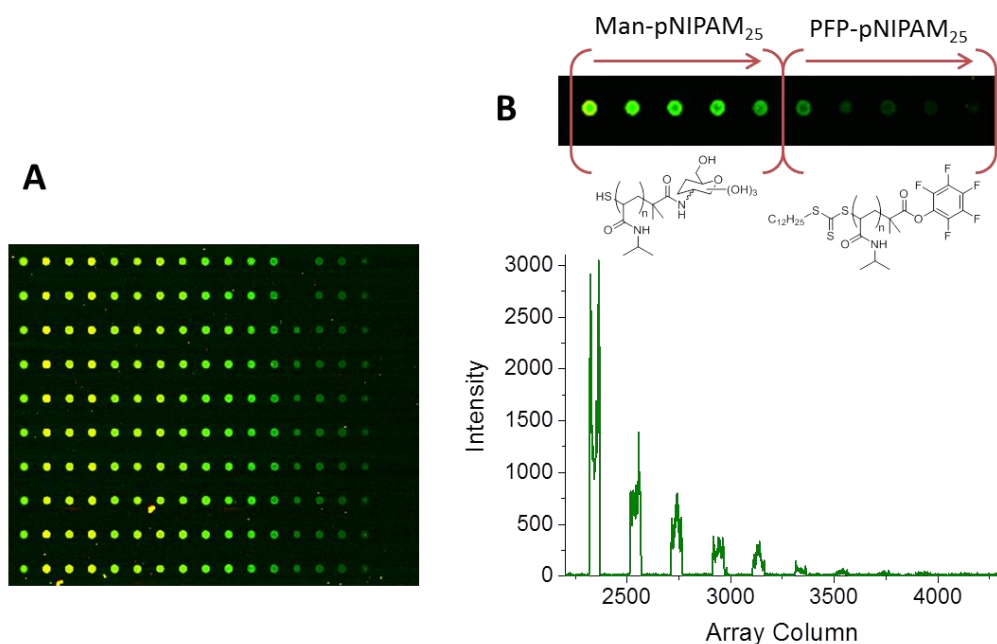 Man-pNIPAM25
PFP-pNIPAM25
B
A
OH
O
O
HS
n
N
H
(OH)3
O
NH
F
F
F
F
F
O
O
S
S
C12H25
S
n
O
NH
3000
2500
2000
1500
1000
500
0
Intensity
2500
3000
3500
4000
Array Column